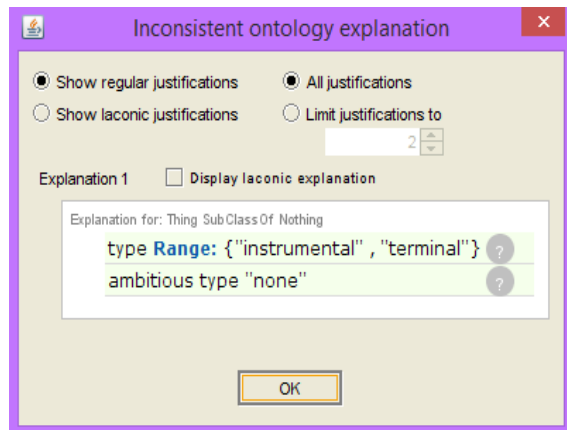 Inconsistent ontology explanation
x
Show regular justifications
All justifications
Show laconic justifications
Limit justifications to
2
Explanation 1
Display laconic explanation
Explanation for: Thing SubClassOf Nothing
type Range: {"instrumental" , "terminal"} ?
ambitious type "none" ?
OK